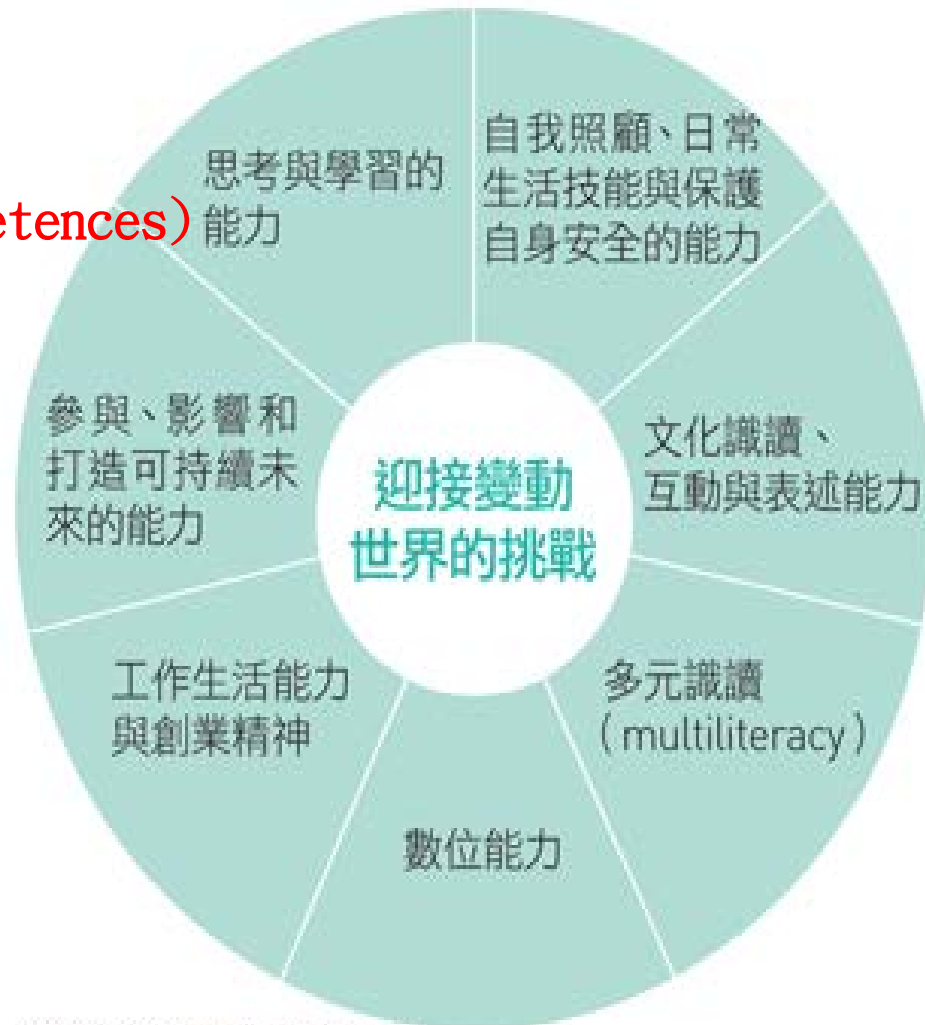 思考與學習的
能力
etences)
自我照顧、日常
生活技能與保護
自身安全的能力
文化識讀、
互動與表述能力
多元識讀
(multiliteracy)
數位能力
工作生活能力
與創業精神
參與、影響和
打造可持續未
來的能力
迎接變動
世界的挑戰